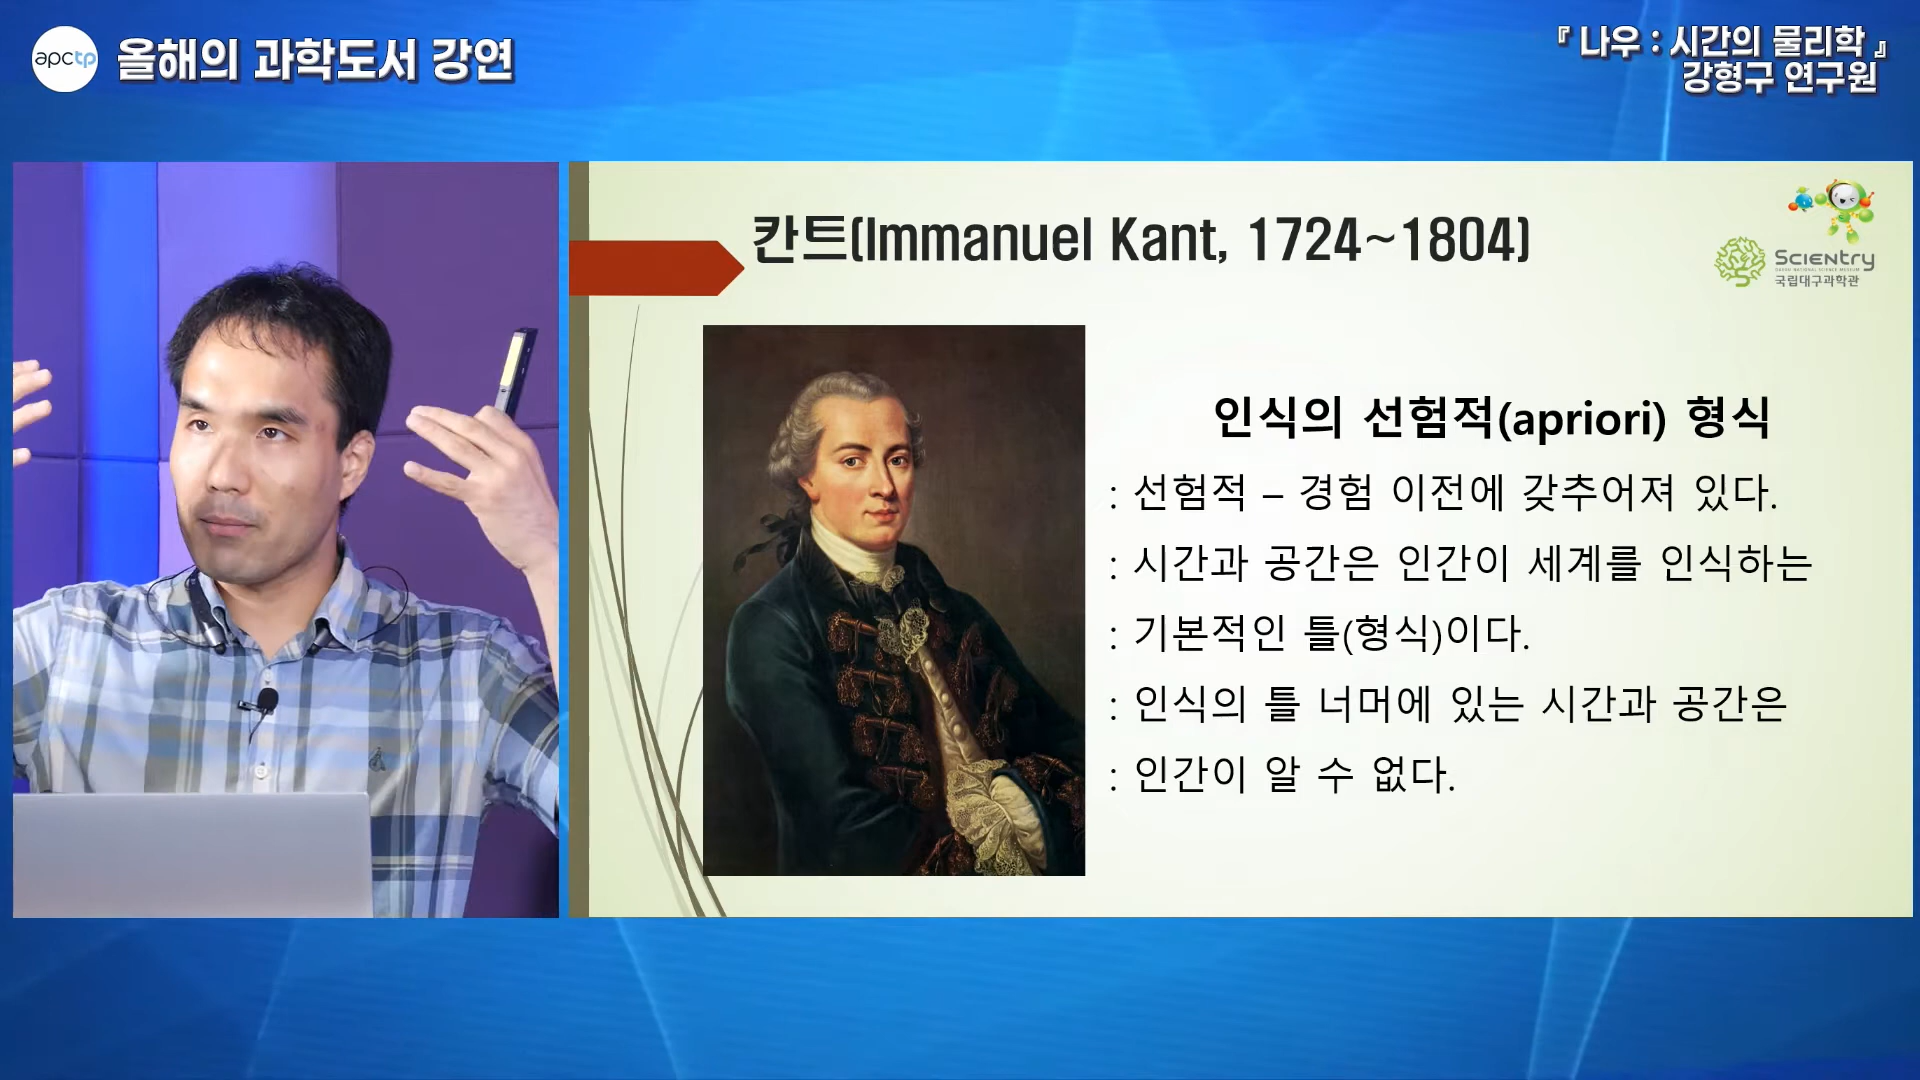 apctp 올해의 과학도서 강연
『 나우 : 시간의 물리학 』
강형구 연구원
칸트(Immanuel Kant, 1724~1804)
Scientry
국립대구과학관
인식의 선험적(apriori) 형식
: 선험적 – 경험 이전에 갖추어져 있다.
: 시간과 공간은 인간이 세계를 인식하는
: 기본적인 틀(형식)이다.
: 인식의 틀 너머에 있는 시간과 공간은
: 인간이 알 수 없다.